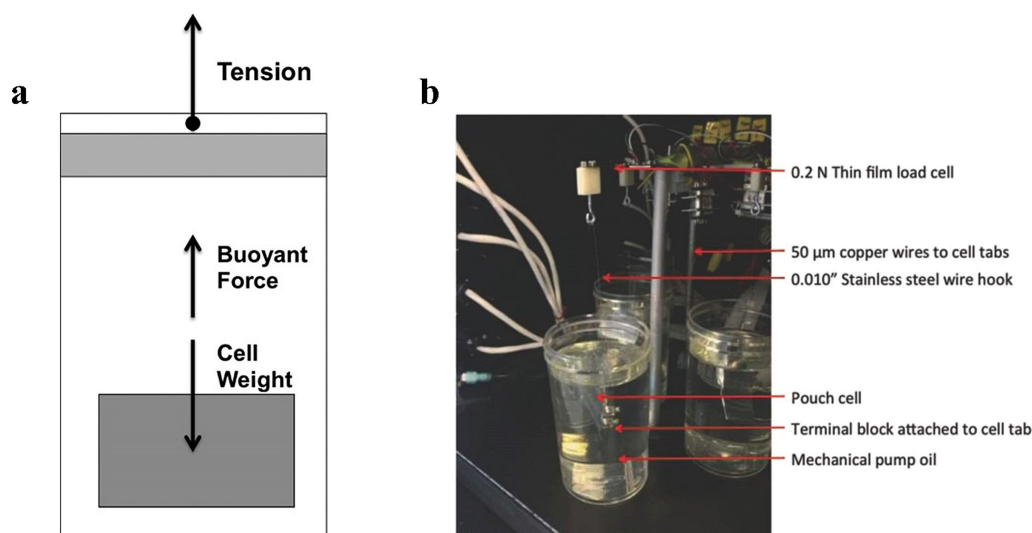 a
Tension
Buoyant
Force
Cell
Weight
b
0.2 N Thin film load cell
50 μm copper wires to cell tabs
0.010” Stainless steel wire hook
Pouch cell
Terminal block attached to cell tab
Mechanical pump oil